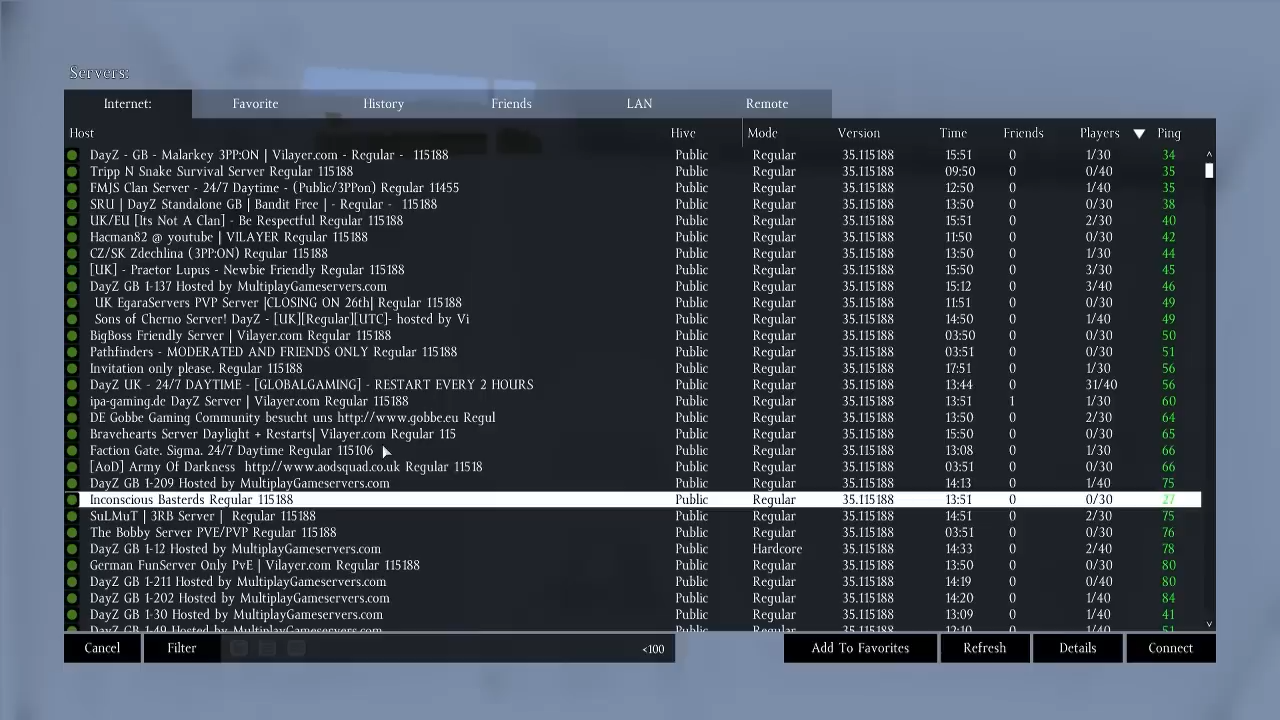 Servers:
Internet: Favorite History Friends LAN Remote
Host Hive Mode Version Time Friends Players Ping
DayZ - GB - Malarkey 3PP:ON | Vilayer.com - Regular - 115188 Public Regular 35.115188 15:51 0 1/30 34
Tripp N Snake Survival Server Regular 115188 Public Regular 35.115188 09:50 0 0/40 35
FMJS Clan Server - 24/7 Daytime - (Public/3PPon) Regular 11455 Public Regular 35.115188 12:50 0 1/40 35
SRU | DayZ Standalone GB | Bandit Free | - Regular - 115188 Public Regular 35.115188 13:50 0 0/30 38
UK/EU [Its Not A Clan] - Be Respectful Regular 115188 Public Regular 35.115188 15:51 0 2/30 40
Hacman82 @ youtube | VILAYER Regular 115188 Public Regular 35.115188 11:50 0 0/30 42
CZ/SK Zdechlina (3PP:ON) Regular 115188 Public Regular 35.115188 13:50 0 1/30 44
[UK] - Praetor Lupus - Newbie Friendly Regular 115188 Public Regular 35.115188 15:50 0 3/30 45
DayZ GB 1-137 Hosted by MultiplayGameservers.com Public Regular 35.115188 15:12 0 3/40 46
UK EgaraServers PVP Server |CLOSING ON 26th| Regular 115188 Public Regular 35.115188 11:51 0 0/30 49
Sons of Cherno Server! DayZ - [UK][Regular][UTC]- hosted by Vi Public Regular 35.115188 14:50 0 1/40 49
BigBoss Friendly Server | Vilayer.com Regular 115188 Public Regular 35.115188 03:50 0 0/30 50
Pathfinders - MODERATED AND FRIENDS ONLY Regular 115188 Public Regular 35.115188 03:51 0 0/30 51
Invitation only please. Regular 115188 Public Regular 35.115188 17:51 0 1/30 56
DayZ UK - 24/7 DAYTIME - [GLOBALGAMING] - RESTART EVERY 2 HOURS Public Regular 35.115188 13:44 0 31/40 56
ipa-gaming.de DayZ Server | Vilayer.com Regular 115188 Public Regular 35.115188 13:51 1 1/30 60
DE Gobbe Gaming Community besucht uns http://www.gobbe.eu Regul Public Regular 35.115188 13:50 0 2/30 64
Bravehearts Server Daylight + Restarts| Vilayer.com Regular 115 Public Regular 35.115188 15:50 0 0/30 65
Faction Gate. Sigma. 24/7 Daytime Regular 115106 Public Regular 35.115188 13:08 0 1/30 66
[AoD] Army Of Darkness http://www.aodsquad.co.uk Regular 11518 Public Regular 35.115188 03:51 0 0/30 66
DayZ GB 1-209 Hosted by MultiplayGameservers.com Public Regular 35.115188 14:13 0 1/40 75
Inconscious Basterds Regular 115188 Public Regular 35.115188 13:51 0 0/30 27
SuLMuT | 3RB Server | Regular 115188 Public Regular 35.115188 14:51 0 2/30 75
The Bobby Server PVE/PVP Regular 115188 Public Regular 35.115188 03:51 0 0/30 76
DayZ GB 1-12 Hosted by MultiplayGameservers.com Public Hardcore 35.115188 14:33 0 2/40 78
German FunServer Only PvE | Vilayer.com Regular 115188 Public Regular 35.115188 13:50 0 0/30 80
DayZ GB 1-211 Hosted by MultiplayGameservers.com Public Regular 35.115188 14:19 0 0/40 80
DayZ GB 1-202 Hosted by MultiplayGameservers.com Public Regular 35.115188 14:20 0 1/40 84
DayZ GB 1-30 Hosted by MultiplayGameservers.com Public Regular 35.115188 13:09 0 1/40 41
DayZ GB 1-49 Hosted by MultiplayGameservers.com Public Regular 35.115188 12:10 0 1/40 51
Cancel Filter <100 Add To Favorites Refresh Details Connect